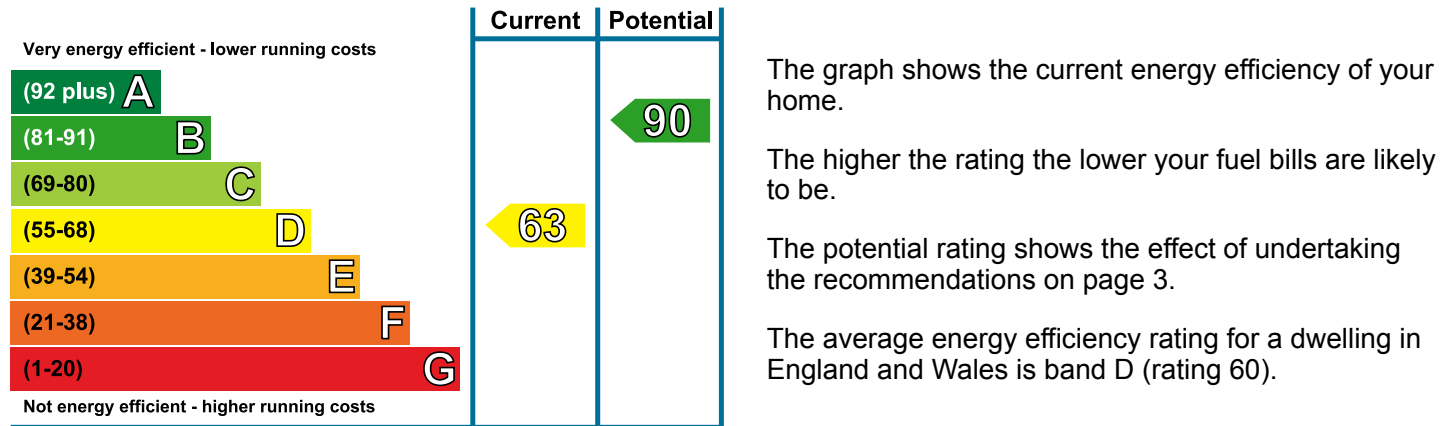 Current Potential
Very energy efficient - lower running costs
(92 plus) A
(81-91) B
90
(69-80) C
(55-68) D
63
(39-54) E
(21-38) F
(1-20) G
Not energy efficient - higher running costs
The graph shows the current energy efficiency of your
home.
The higher the rating the lower your fuel bills are likely
to be.
The potential rating shows the effect of undertaking
the recommendations on page 3.
The average energy efficiency rating for a dwelling in
England and Wales is band D (rating 60).